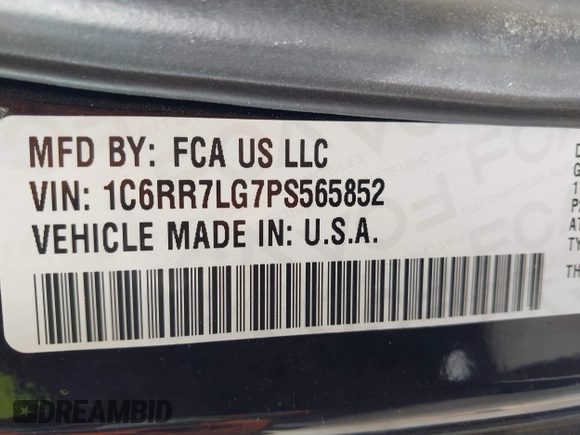 MFD BY: FCA US LLC
VIN: 1C6RR7LG7PS565852
VEHICLE MADE IN: U.S.A.
DREAMBID